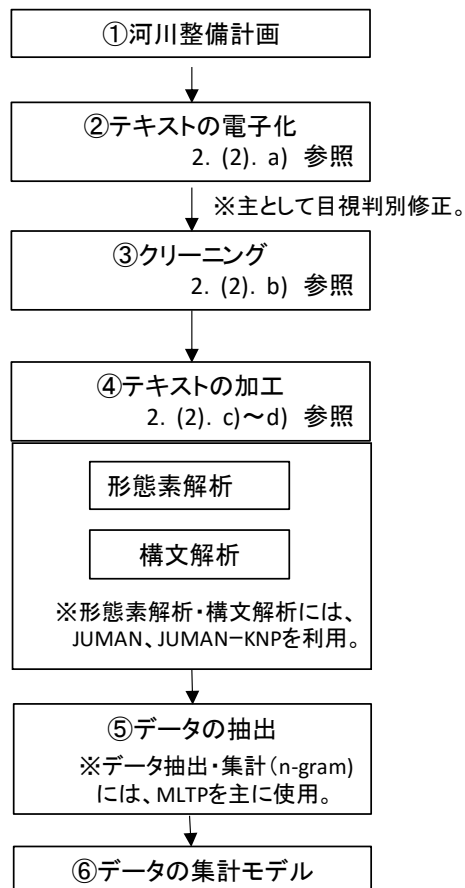 ①河川整備計画
②テキストの電子化
2. (2). a) 参照
※主として目視判別修正。
③クリーニング
2. (2). b) 参照
④テキストの加工
2. (2). c)～d) 参照
形態素解析
構文解析
※形態素解析・構文解析には、
JUMAN、JUMAN－KNPを利用。
⑤データの抽出
※データ抽出・集計(n-gram)
には、MLTPを主に使用。
⑥データの集計モデル